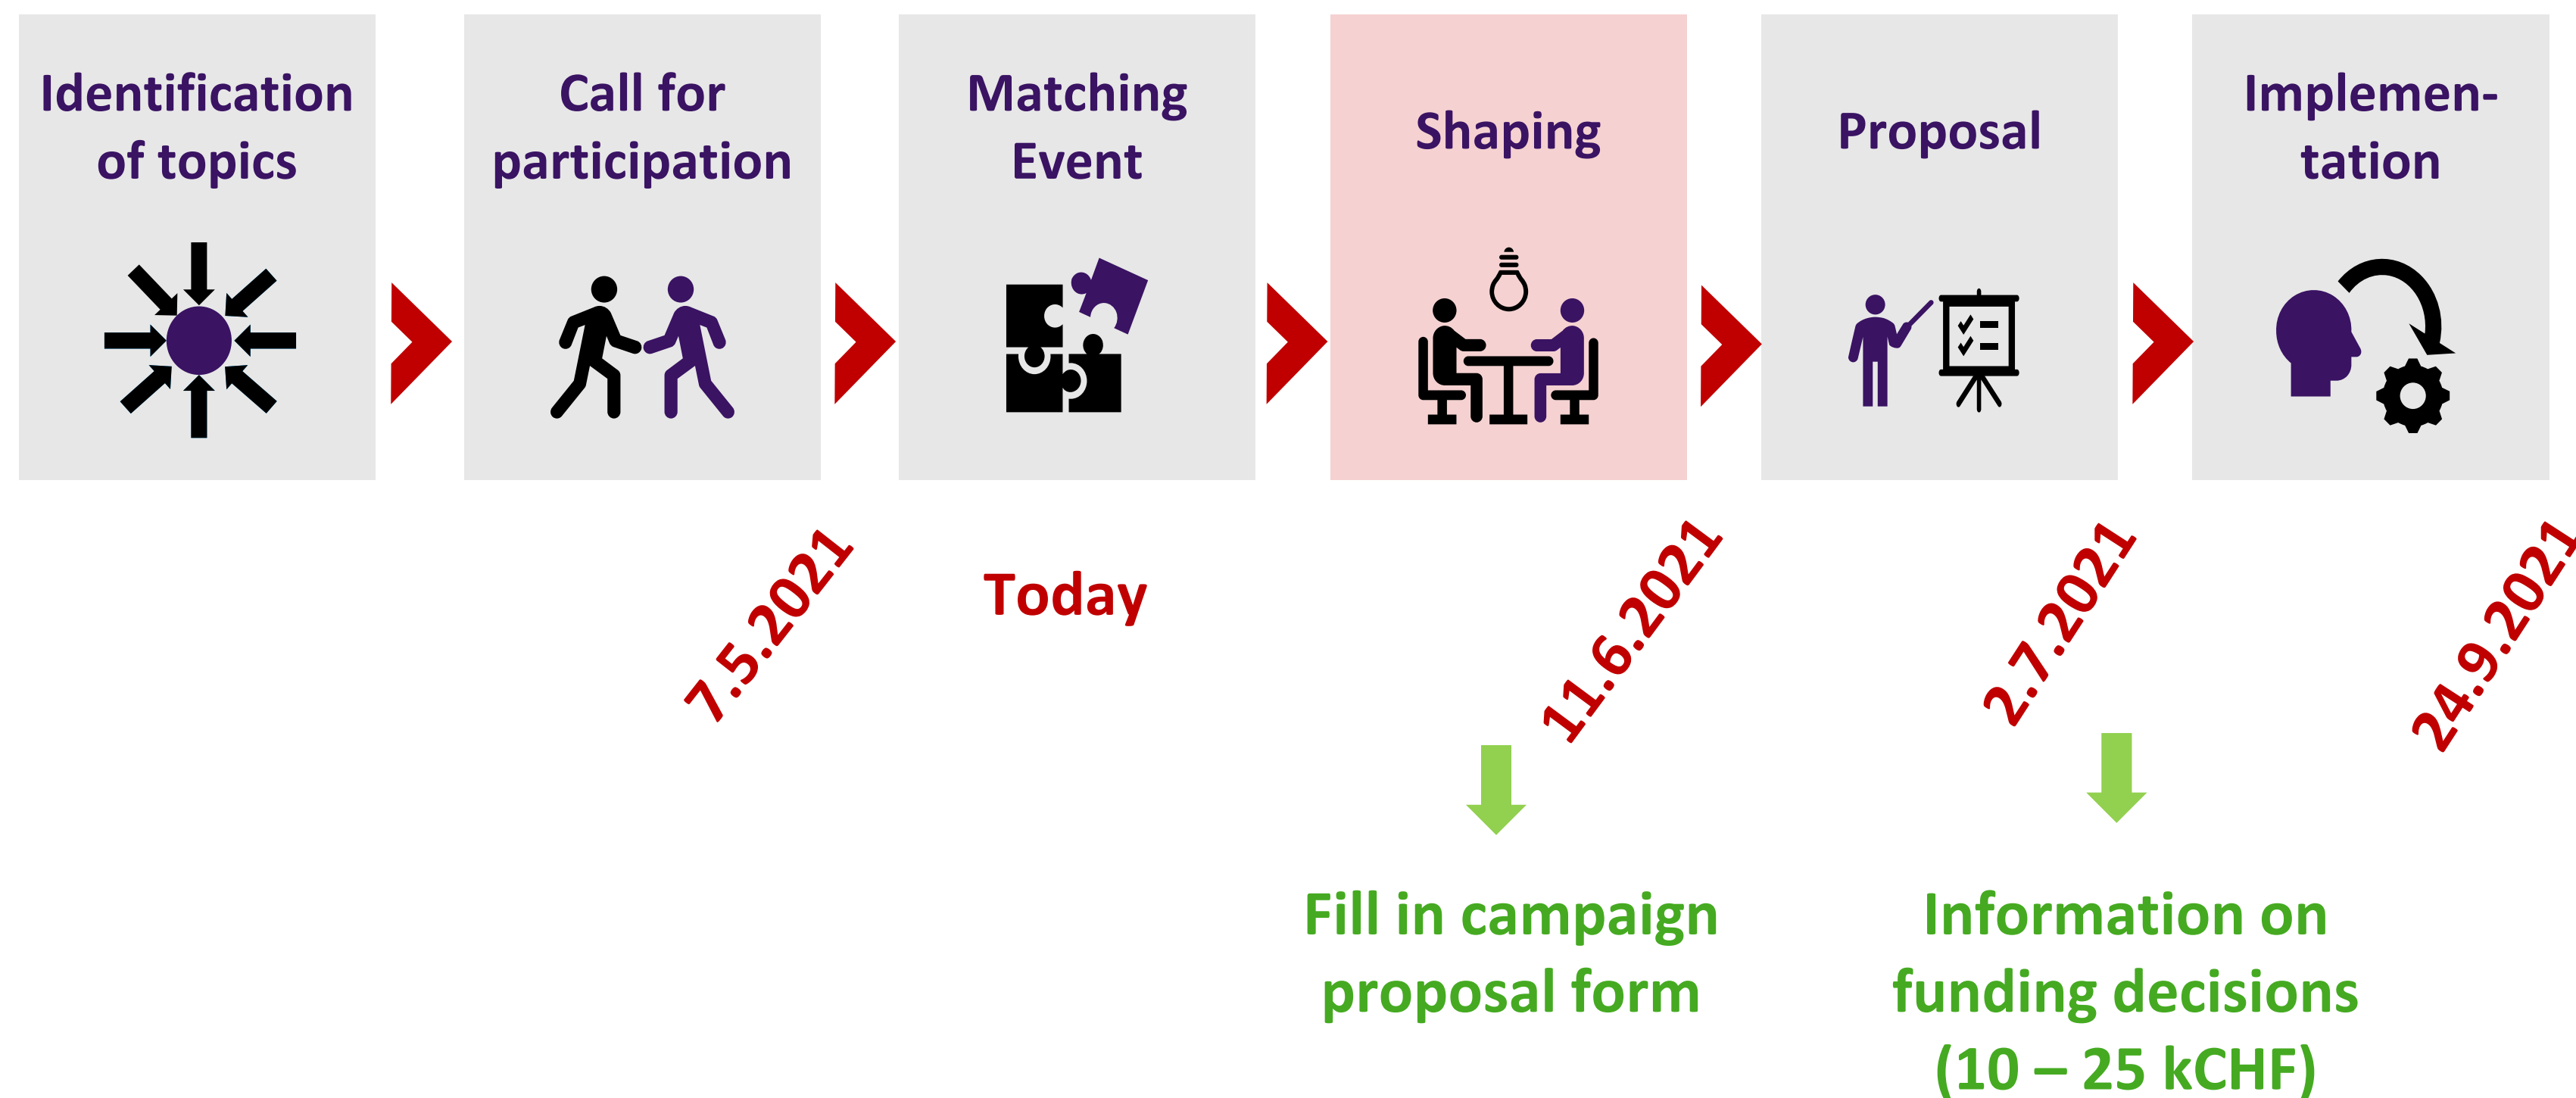 Identification
of topics
Call for
participation
Matching
Event
Shaping
Proposal
Implemen-
tation
7.5.2021
Today
11.6.2021
2.7.2021
24.9.2021
Fill in campaign
proposal form
Information on
funding decisions
(10 – 25 kCHF)